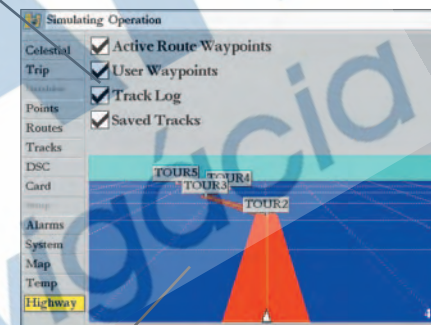 Simulating Operation
Celestial
Trip
Points
Routes
Tracks
DSC
Card
Alarms
System
Map
Temp
Highway
Active Route Waypoints
User Waypoints
Track Log
Saved Tracks
TOUR5
TOUR4
TOUR3
TOUR2
4